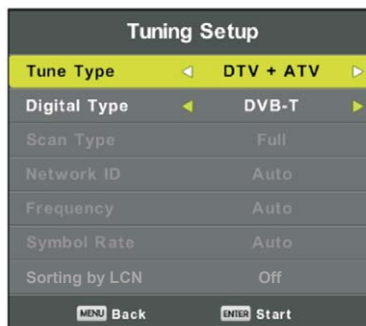 Tuning Setup
Tune Type DTV + ATV
Digital Type DVB-T
Scan Type Full
Network ID Auto
Frequency Auto
Symbol Rate Auto
Sorting by LCN Off
MENU Back ENTER Start